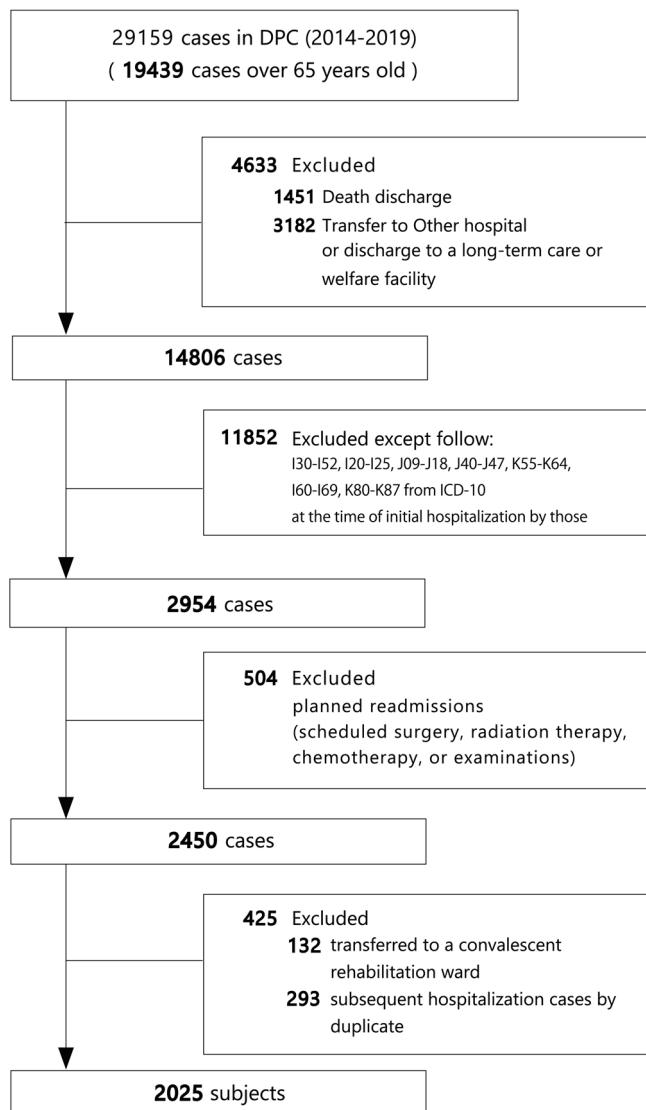 29159 cases in DPC (2014-2019)
( 19439 cases over 65 years old )
4633 Excluded
1451 Death discharge
3182 Transfer to Other hospital
or discharge to a long-term care or
welfare facility
14806 cases
11852 Excluded except follow:
I30-I52, I20-I25, J09-J18, J40-J47, K55-K64,
I60-I69, K80-K87 from ICD-10
at the time of initial hospitalization by those
2954 cases
504 Excluded
planned readmissions
(scheduled surgery, radiation therapy,
chemotherapy, or examinations)
2450 cases
425 Excluded
132 transferred to a convalescent
rehabilitation ward
293 subsequent hospitalization cases by
duplicate
2025 subjects